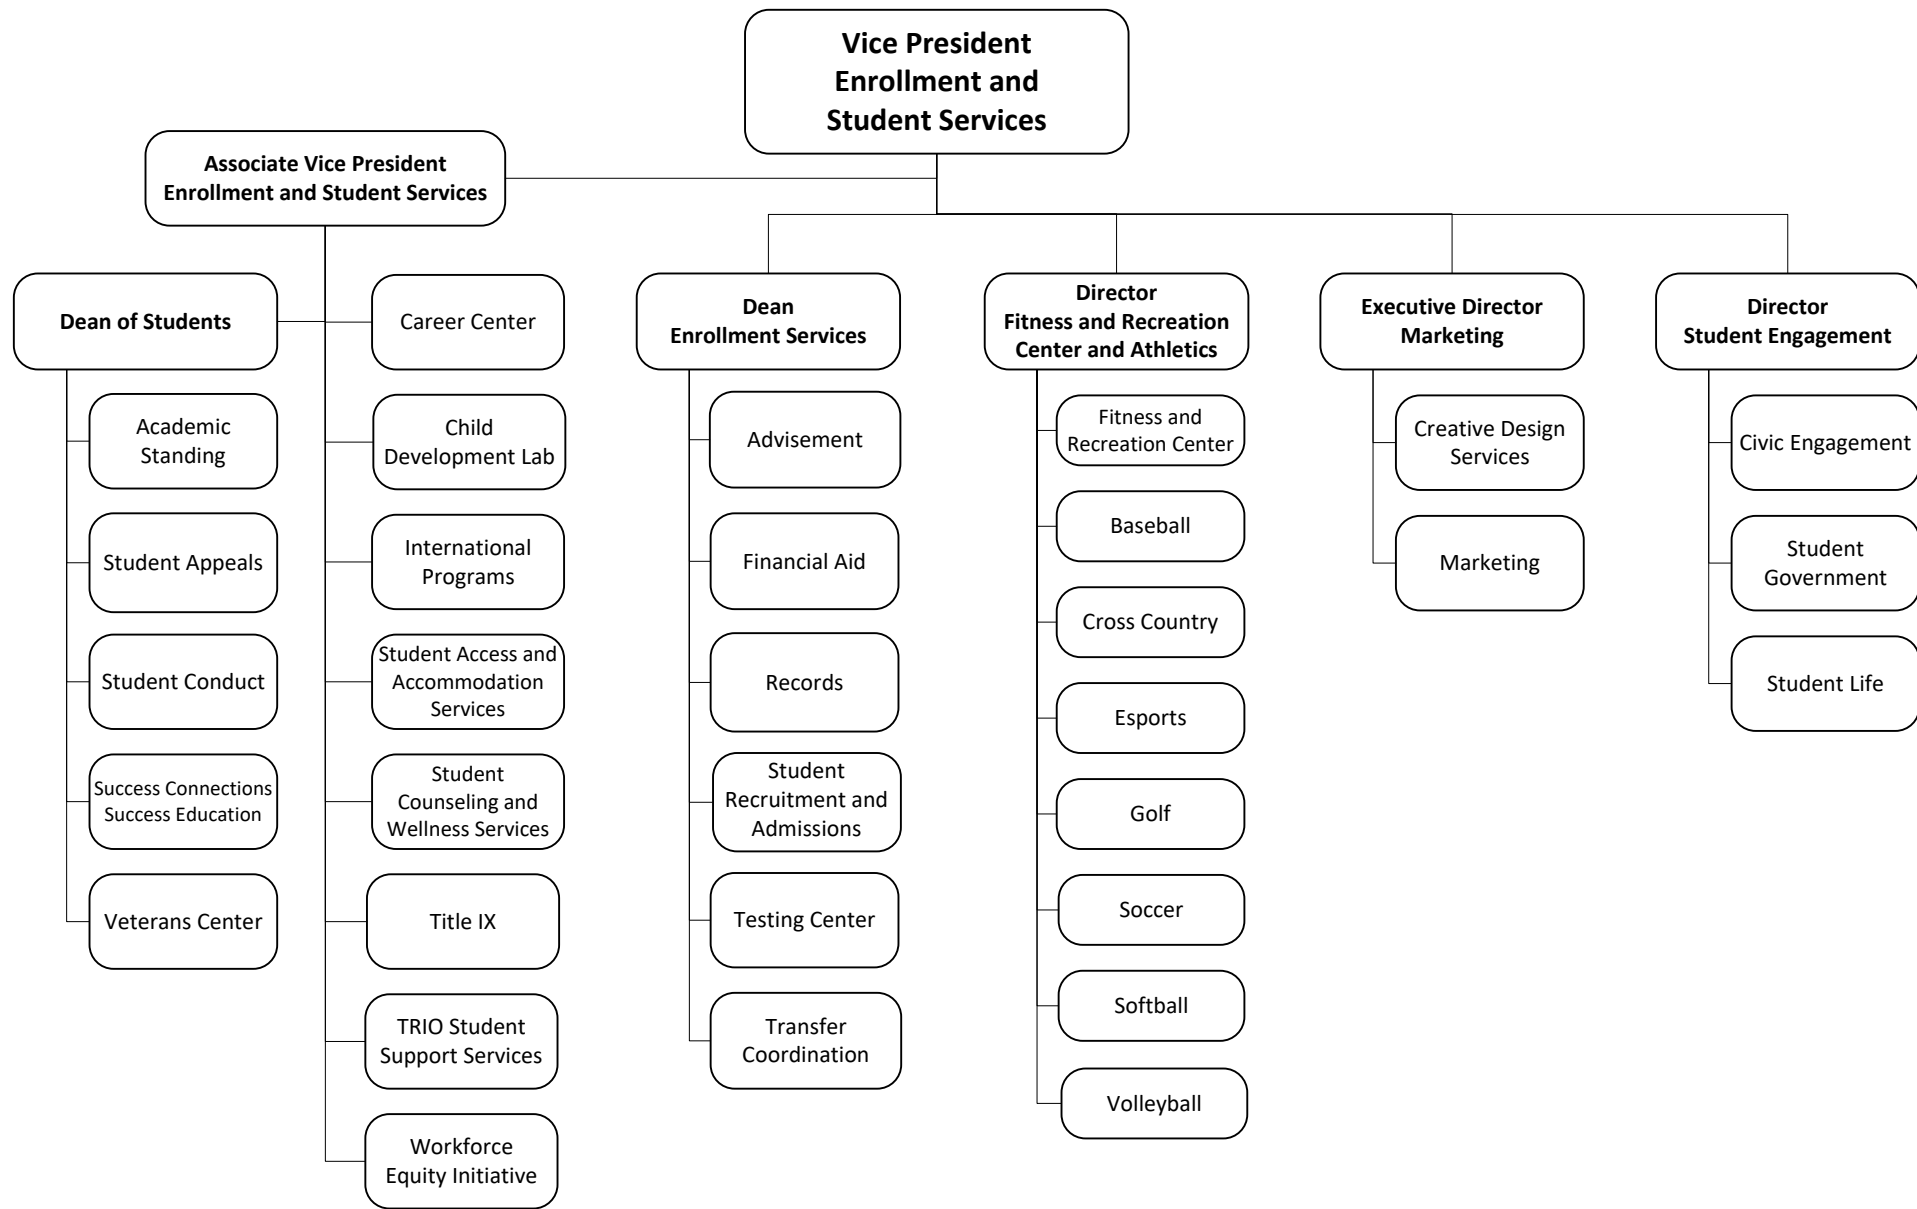 Vice President
Enrollment and
Student Services
Associate Vice President
Enrollment and Student Services
Dean of Students
Academic
Standing
Student Appeals
Student Conduct
Success Connections
Success Education
Veterans Center
Career Center
Child
Development Lab
International
Programs
Student Access and
Accommodation
Services
Student
Counseling and
Wellness Services
Title IX
TRIO Student
Support Services
Workforce
Equity Initiative
Dean
Enrollment Services
Advisement
Financial Aid
Records
Student
Recruitment and
Admissions
Testing Center
Transfer
Coordination
Director
Fitness and Recreation
Center and Athletics
Fitness and
Recreation Center
Baseball
Cross Country
Esports
Golf
Soccer
Softball
Volleyball
Executive Director
Marketing
Creative Design
Services
Marketing
Director
Student Engagement
Civic Engagement
Student
Government
Student Life